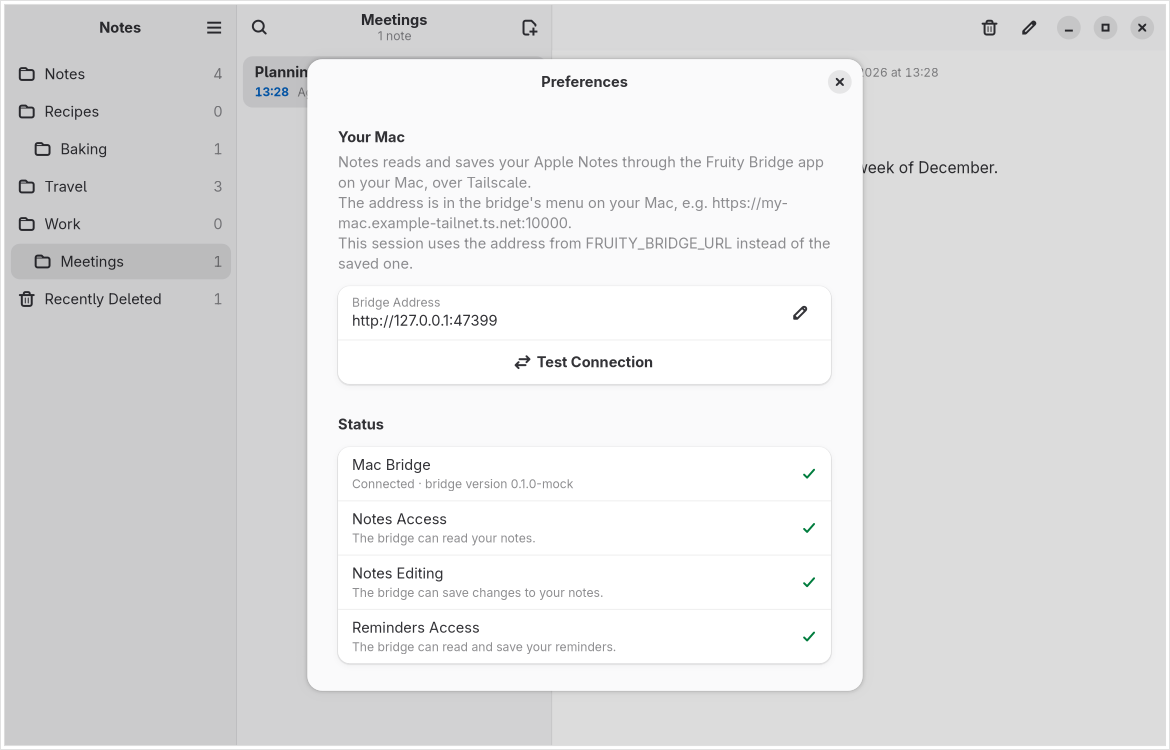 Notes
Meetings
1 note
Notes 4
Recipes 0
Baking 1
Travel 3
Work 0
Meetings 1
Recently Deleted 1
13:28
026 at 13:28
week of December.
Preferences
Your Mac
Notes reads and saves your Apple Notes through the Fruity Bridge app
on your Mac, over Tailscale.
The address is in the bridge's menu on your Mac, e.g. https://my-
mac.example-tailnet.ts.net:10000.
This session uses the address from FRUITY_BRIDGE_URL instead of the
saved one.
Bridge Address
http://127.0.0.1:47399
Test Connection
Status
Mac Bridge
Connected · bridge version 0.1.0-mock
Notes Access
The bridge can read your notes.
Notes Editing
The bridge can save changes to your notes.
Reminders Access
The bridge can read and save your reminders.